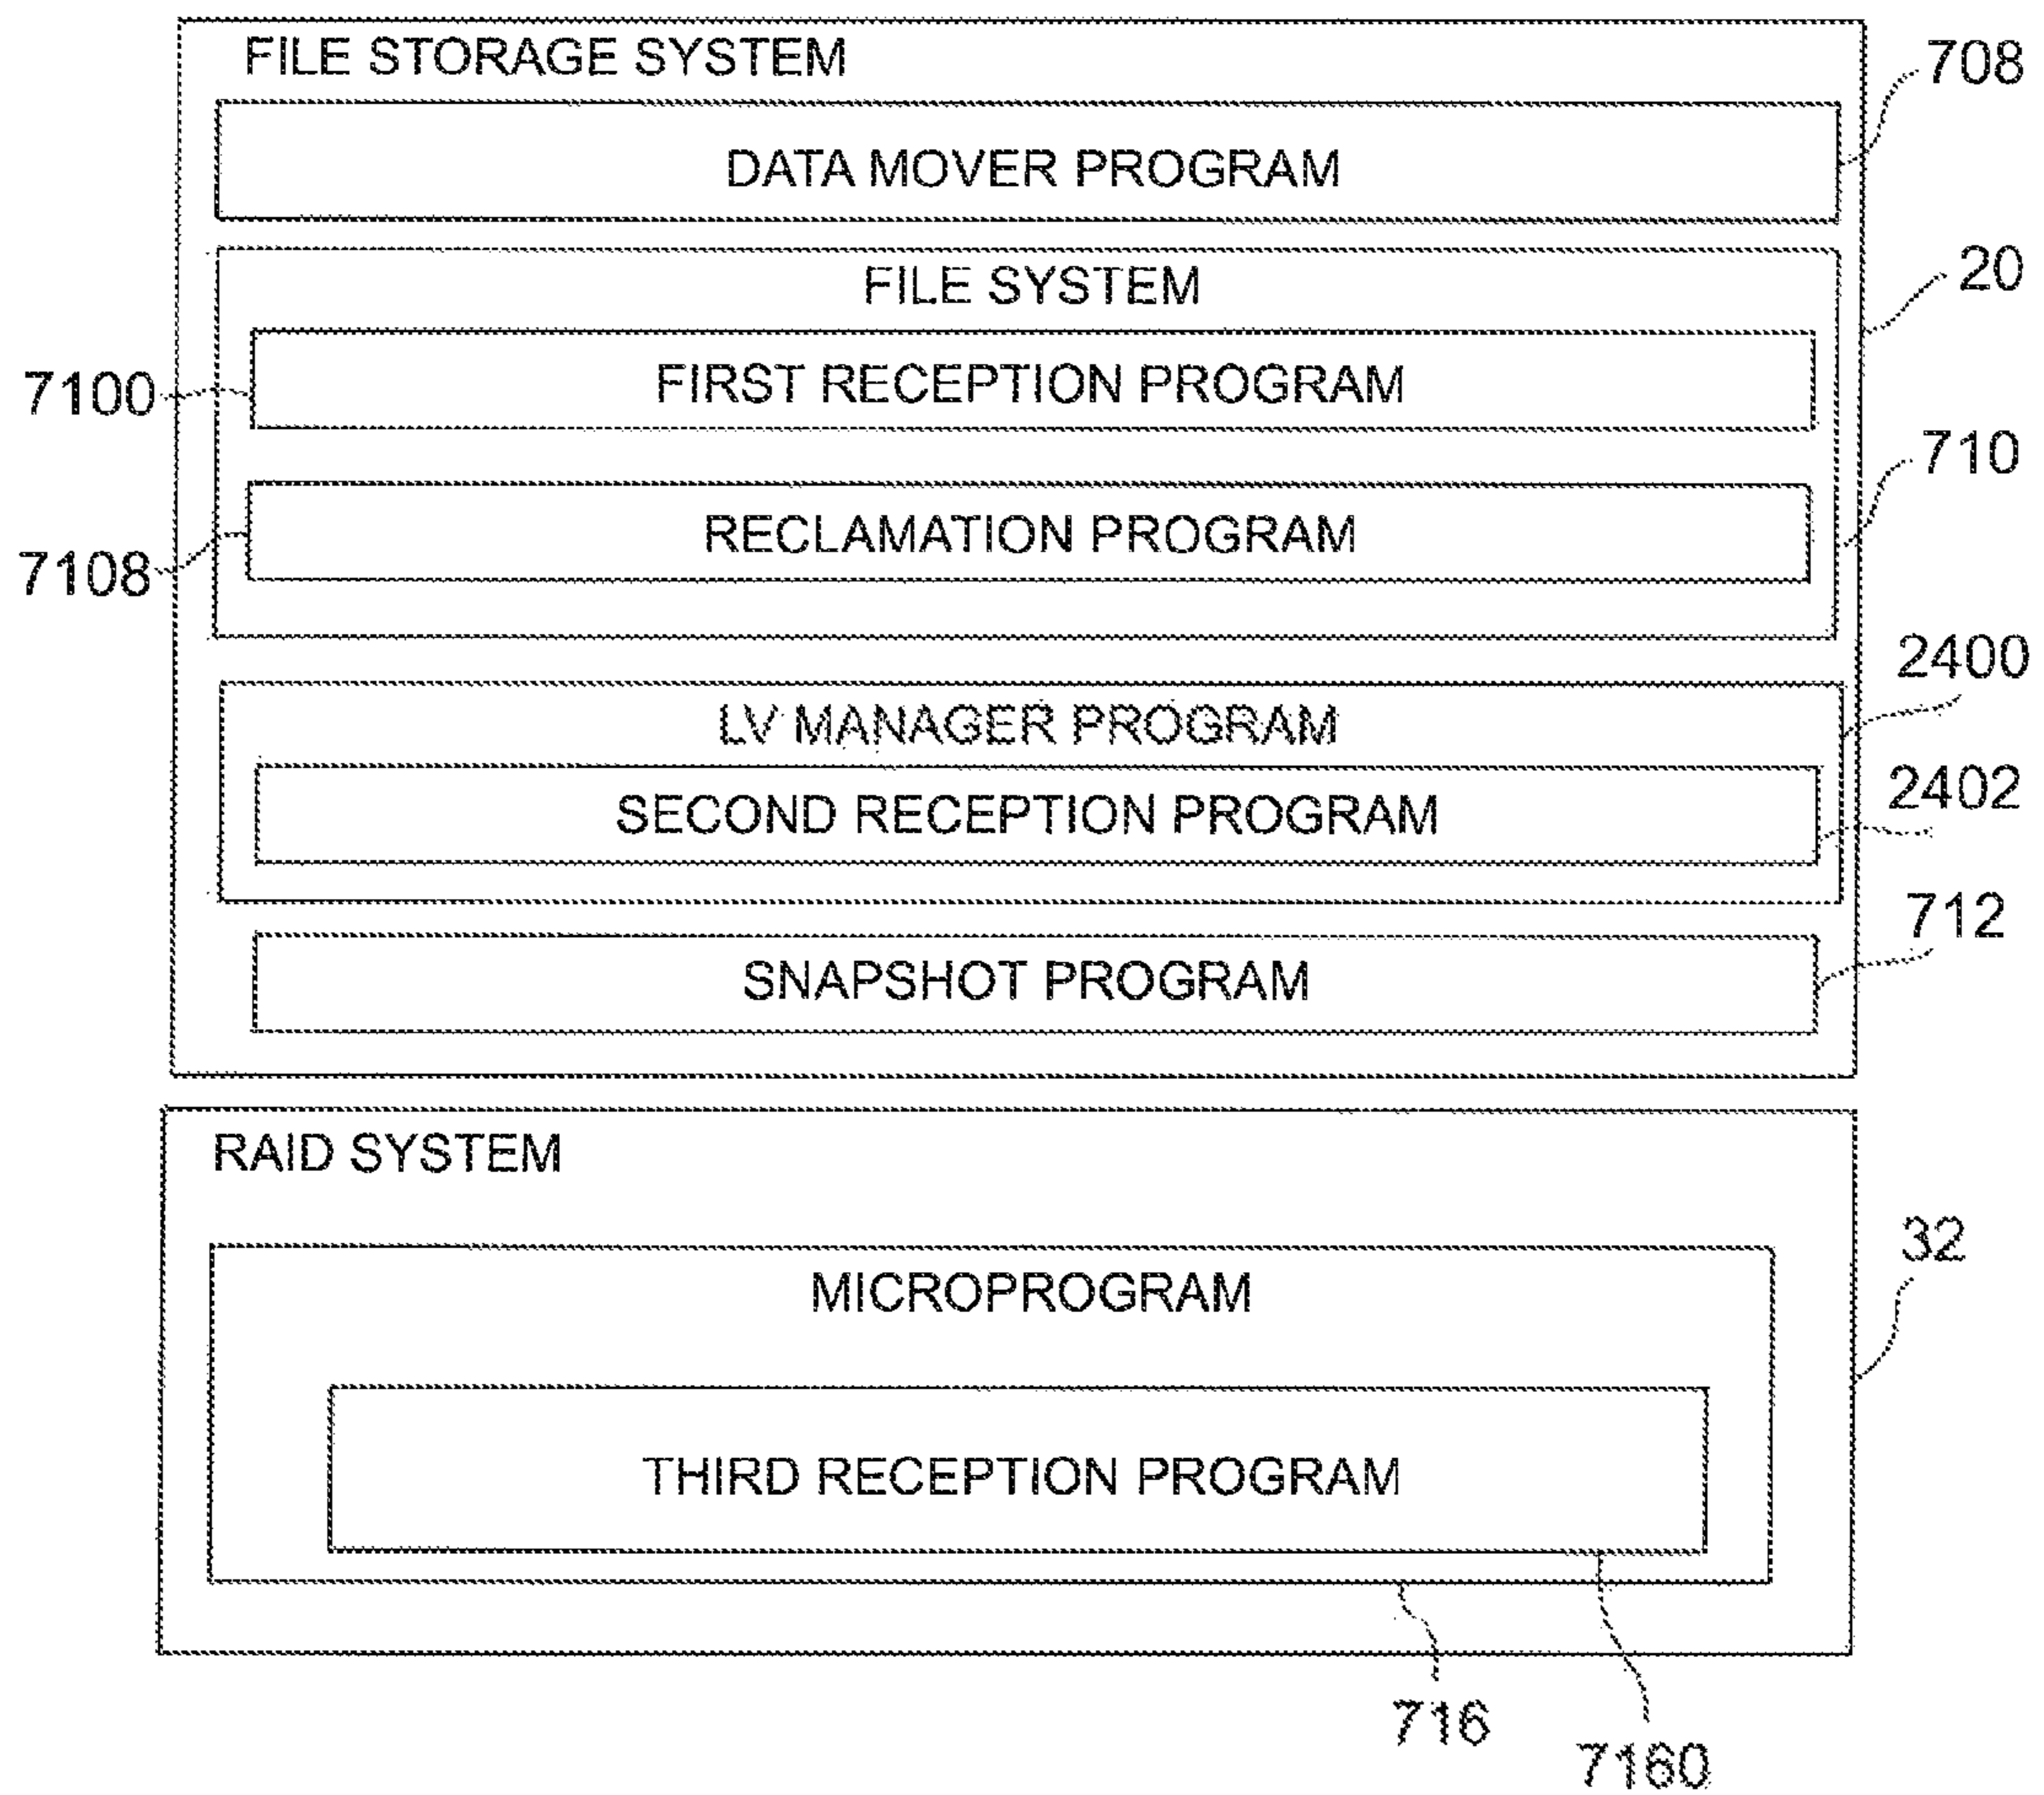 FILE STORAGE SYSTEM
708
DATA MOVER PROGRAM
20
FILE SYSTEM
7100
FIRST RECEPTION PROGRAM
710
7108
RECLAMATION PROGRAM
2400
LV MANAGER PROGRAM
2402
SECOND RECEPTION PROGRAM
712
SNAPSHOT PROGRAM
RAID SYSTEM
32
MICROPROGRAM
THIRD RECEPTION PROGRAM
716
7160